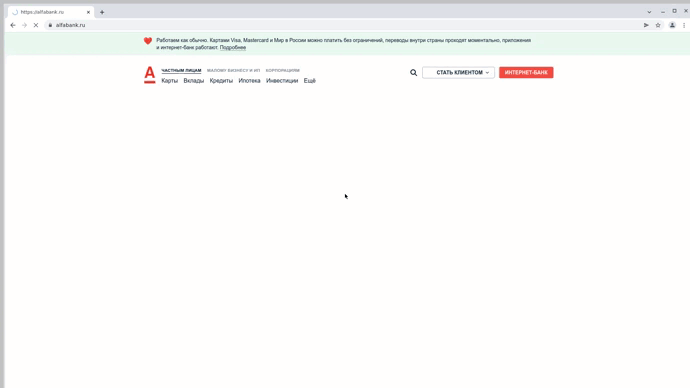 https://alfabank.ru
alfabank.ru
Работаем как обычно. Картами Visa, Mastercard и Мир в России можно платить без ограничений, переводы внутри страны проходят моментально, приложения
и интернет-банк работают. Подробнее
ЧАСТНЫМ ЛИЦАМ МАЛОМУ БИЗНЕСУ И ИП КОРПОРАЦИЯМ
Карты Вклады Кредиты Ипотека Инвестиции Ещё
СТАТЬ КЛИЕНТОМ
ИНТЕРНЕТ-БАНК